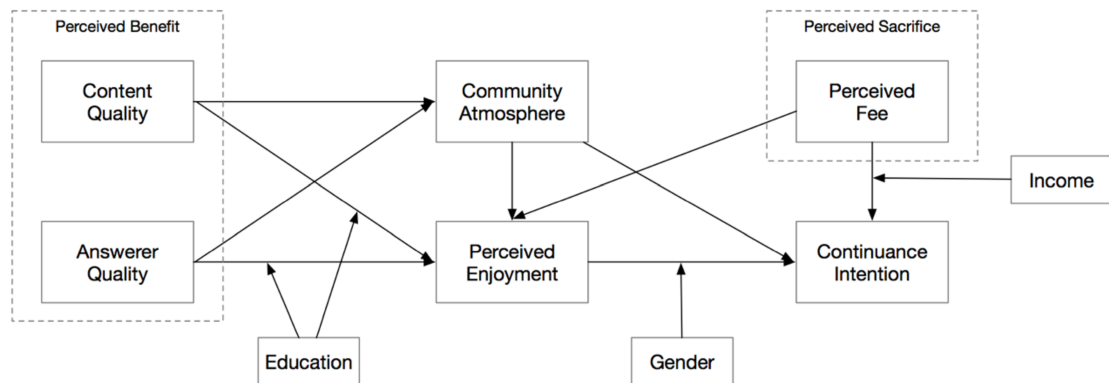 Perceived Benefit
Perceived Sacrifice
Content
Quality
Community
Atmosphere
Perceived
Fee
Income
Answerer
Quality
Perceived
Enjoyment
Continuance
Intention
Education
Gender